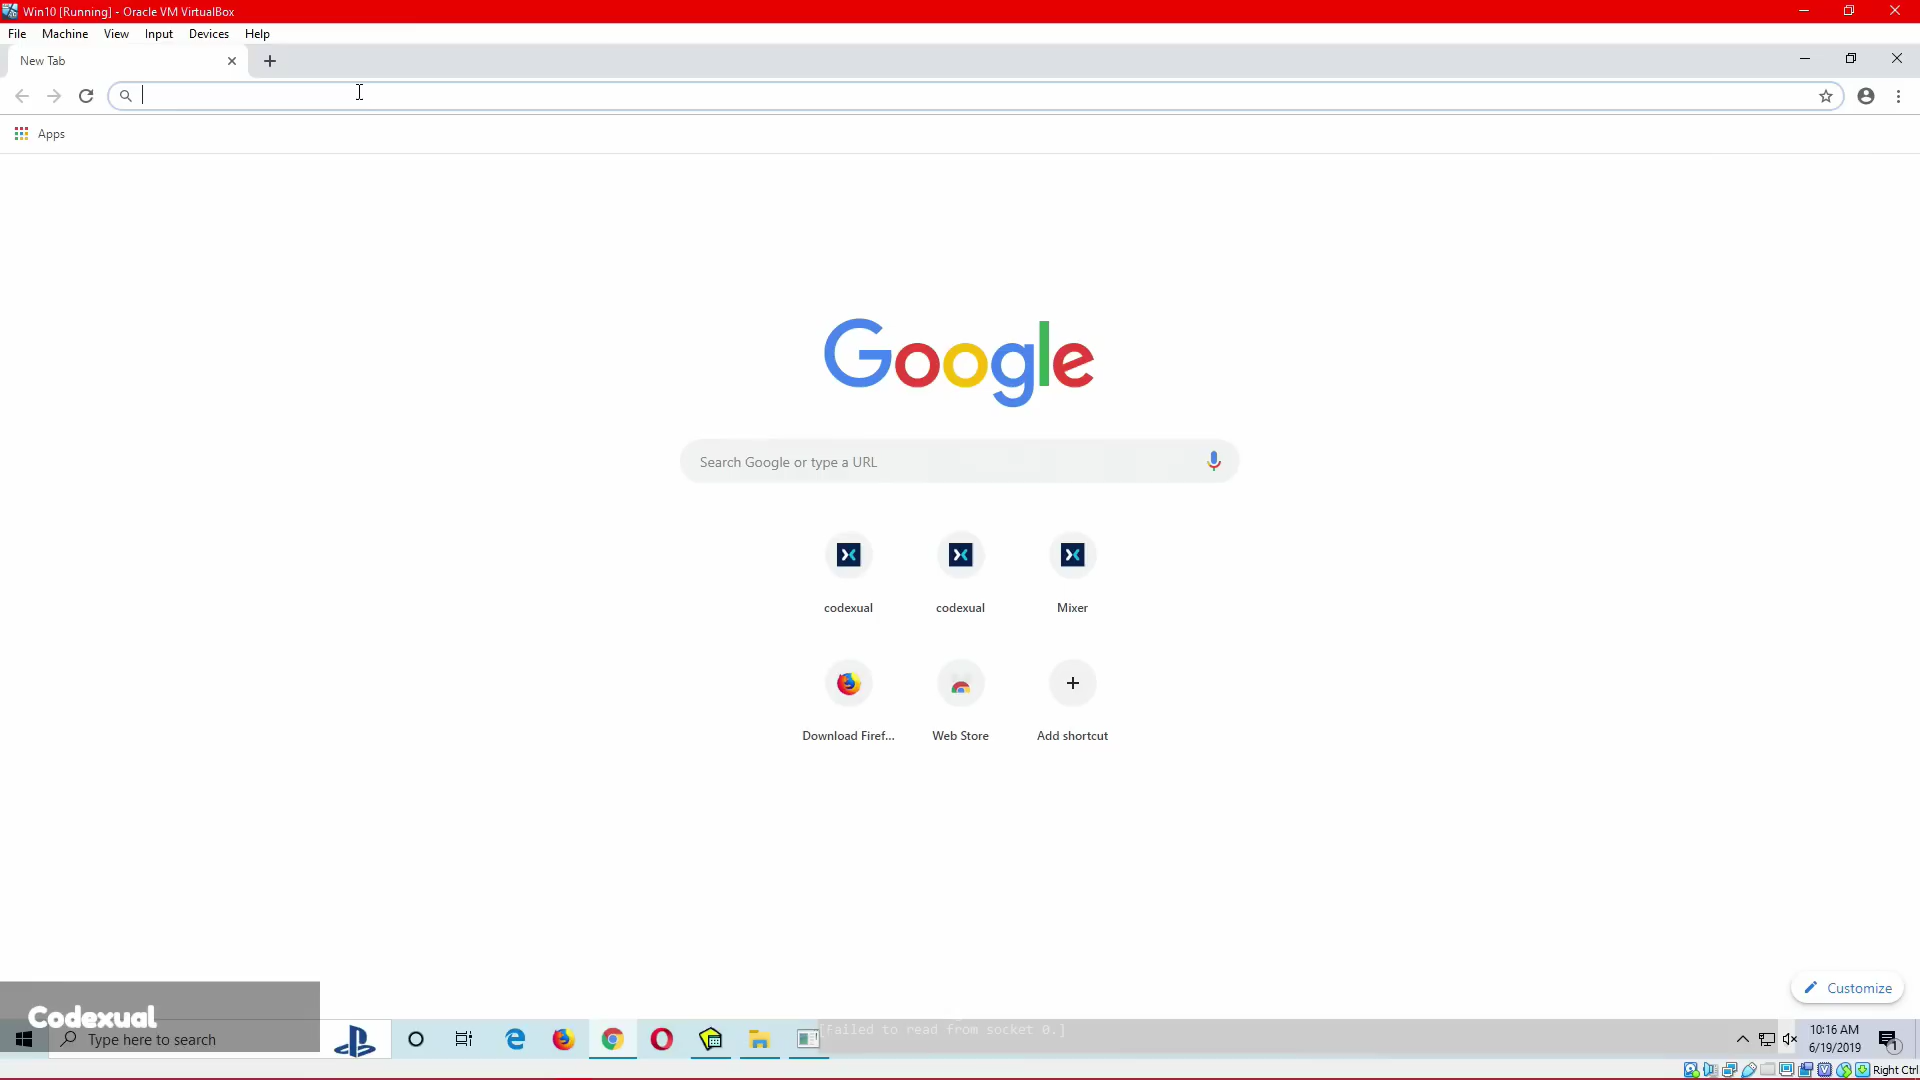 Win10 [Running] - Oracle VM VirtualBox
File Machine View Input Devices Help
New Tab
Apps
Google
Search Google or type a URL
codexual codexual Mixer
Download Firef... Web Store Add shortcut
Customize
Codexual
Type here to search
[Failed to read from socket 0.]
10:16 AM
6/19/2019
1
Right Ctrl